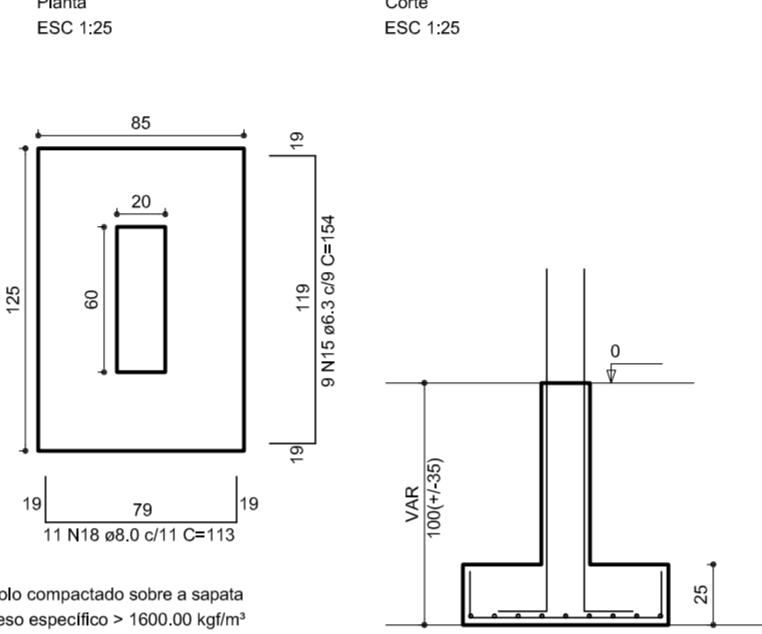 Planta
ESC 1:25
Corte
ESC 1:25
85
19
20
125
60
119
9 N15 ø6.3 c/9 C=154
19
19
79
19
11 N18 ø8.0 c/11 C=113
0
VAR
100(+/-35)
25
olo compactado sobre a sapata
eso específico > 1600.00 kgf/m³